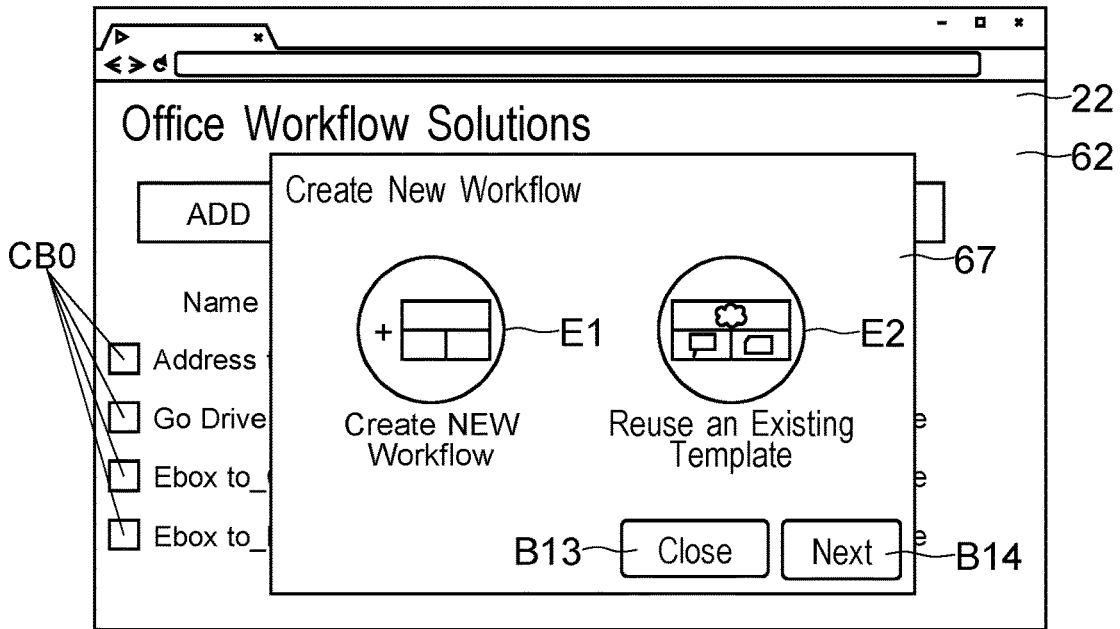 22
Office Workflow Solutions
62
Create New Workflow
ADD
CB0
67
Name
E1
E2
Address
Go Drive
Create NEW
Workflow
Reuse an Existing
Template
e
Ebox to_
e
Ebox to_
e
B13
Close
Next
B14